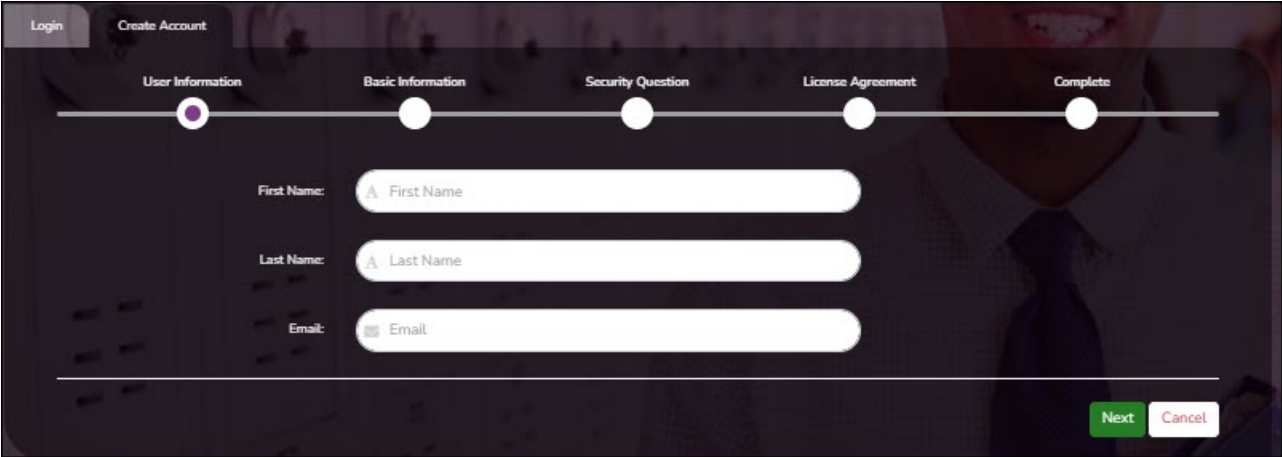 Login Create Account
User Information Basic Information Security Question License Agreement Complete
First Name: First Name
Last Name: Last Name
Email: Email
Next Cancel